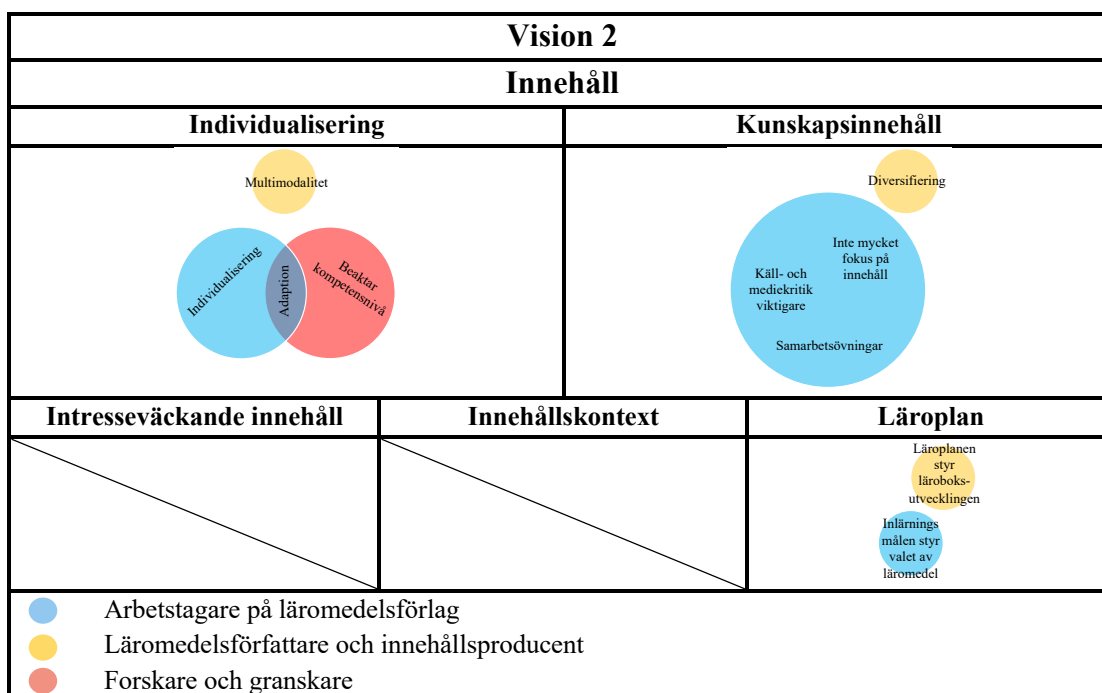 Vision 2
Innehåll
Individualisering
Kunskapsinnehåll
Multimodalitet
Individualisering
Adaption
Beaktar
kompetensnivå
Diversifiering
Inte mycket
fokus på
innehåll
Käll- och
mediekritik
viktigare
Samarbetsövningar
Intresseväckande innehåll
Innehållskontext
Läroplan
Läroplanen
styr
läroboks-
utvecklingen
Inlärnings
målen styr
valet av
läromedel
Arbetstagare på läromedelsförlag
Läromedelsförfattare och innehållsproducent
Forskare och granskare